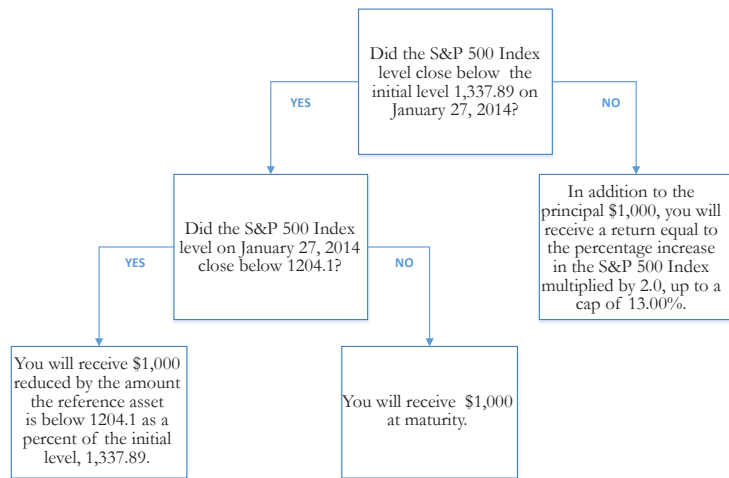 Did the S&P 500 Index
level close below the
initial level 1,337.89 on
January 27, 2014?
YES
NO
Did the S&P 500 Index
level on January 27, 2014
close below 1204.1?
In addition to the
principal $1,000, you will
receive a return equal to
the percentage increase
in the S&P 500 Index
multiplied by 2.0, up to a
cap of 13.00%.
YES
NO
You will receive $1,000
reduced by the amount
the reference asset
is below 1204.1 as a
percent of the initial
level, 1,337.89.
You will receive $1,000
at maturity.